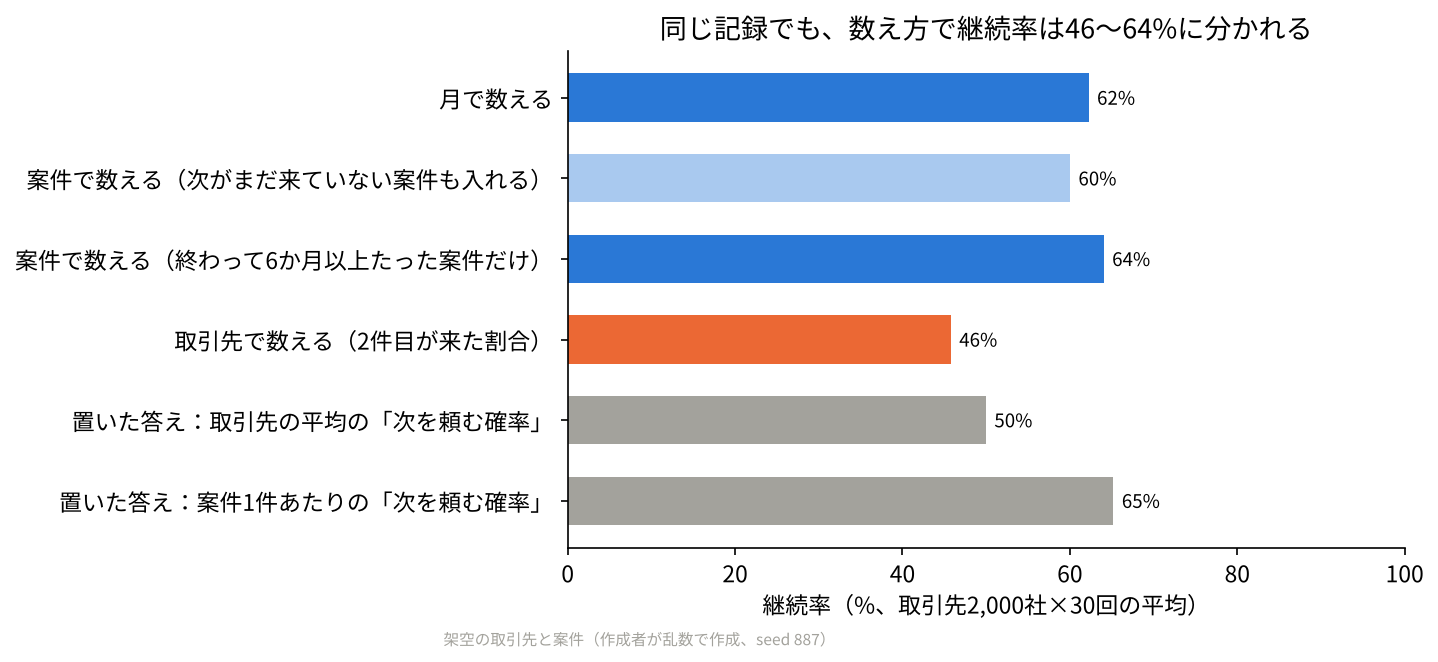 同じ記録でも、数え方で継続率は46〜64%に分かれる
月で数える
62%
案件で数える（次がまだ来ていない案件も入れる）
60%
案件で数える（終わって6か月以上たった案件だけ）
64%
取引先で数える（2件目が来た割合）
46%
置いた答え：取引先の平均の「次を頼む確率」
50%
置いた答え：案件1件あたりの「次を頼む確率」
65%
0 20 40 60 80 100
継続率（%、取引先2,000社×30回の平均）
架空の取引先と案件（作成者が乱数で作成、seed 887）